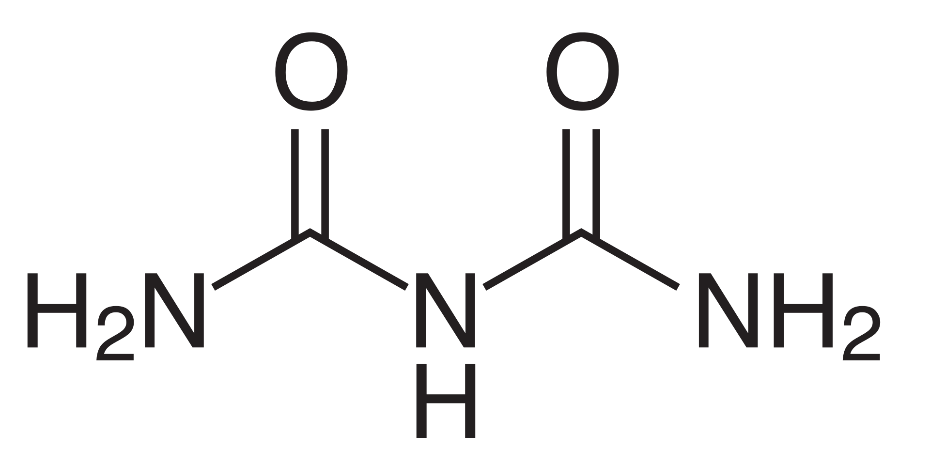 O O
H₂N N NH₂
H